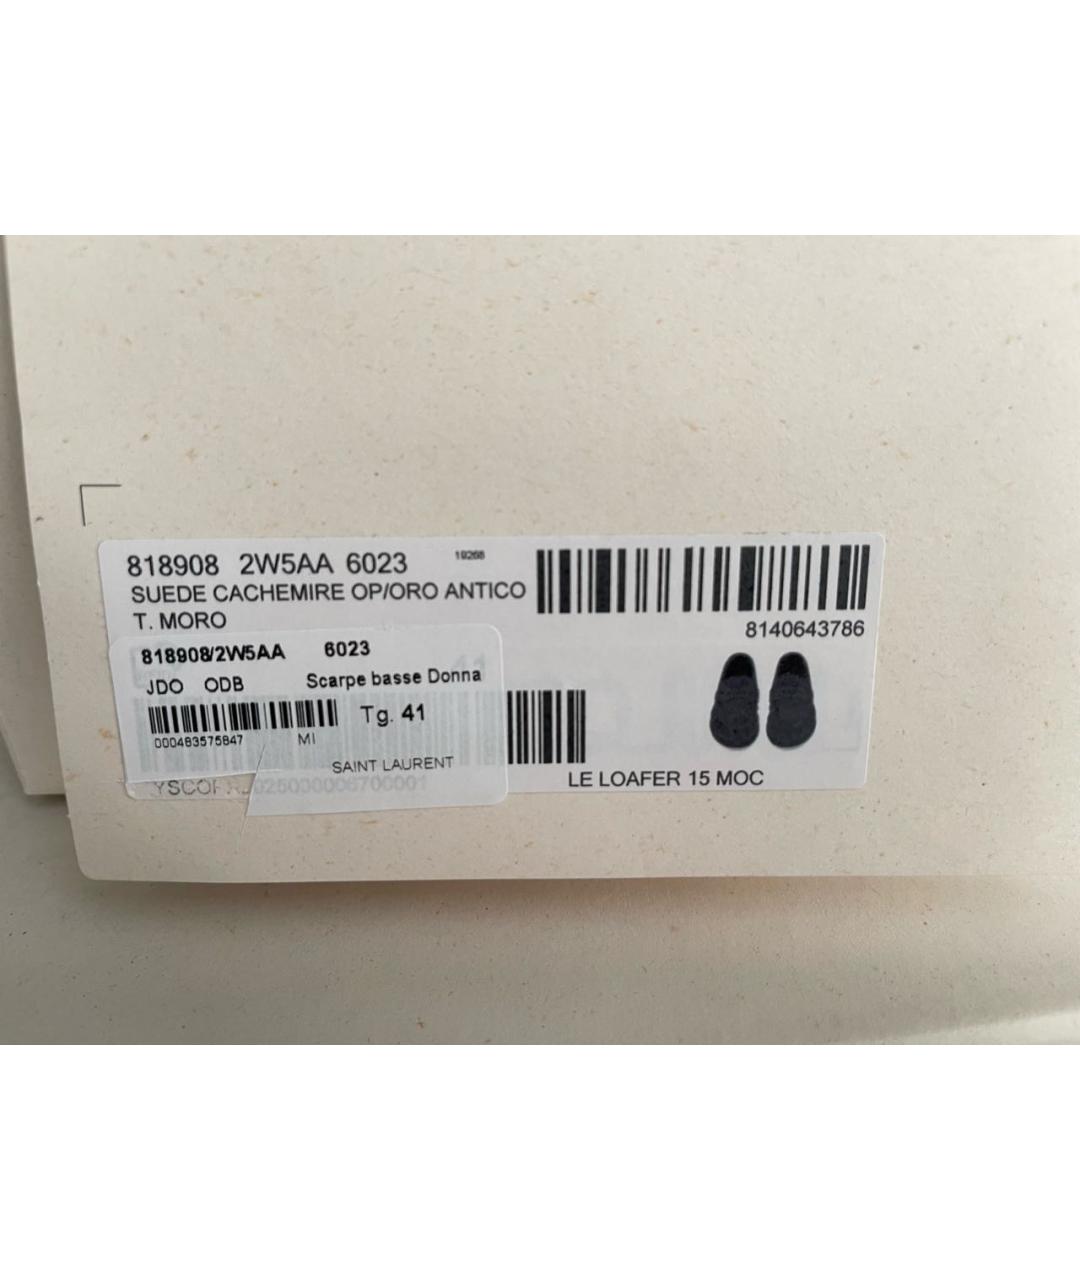 818908 2W5AA 6023 19268
SUEDE CACHEMIRE OP/ORO ANTICO
T. MORO
8140643786
818908/2W5AA 6023
JDO ODB Scarpe basse Donna
Tg. 41
000483575847 MI
SAINT LAURENT
LE LOAFER 15 MOC